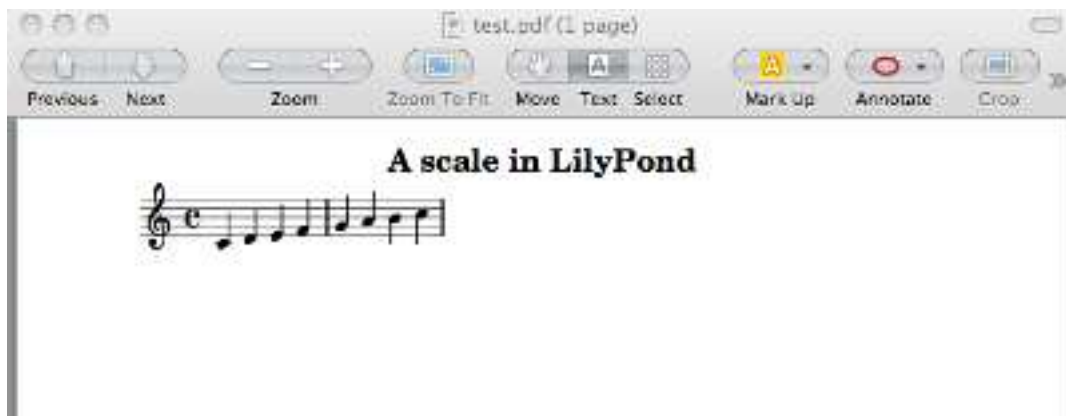 test.pdf (1 page)
Previous Next Zoom Zoom To Fit Move Text Select Mark Up Annotate Crop
A scale in LilyPond